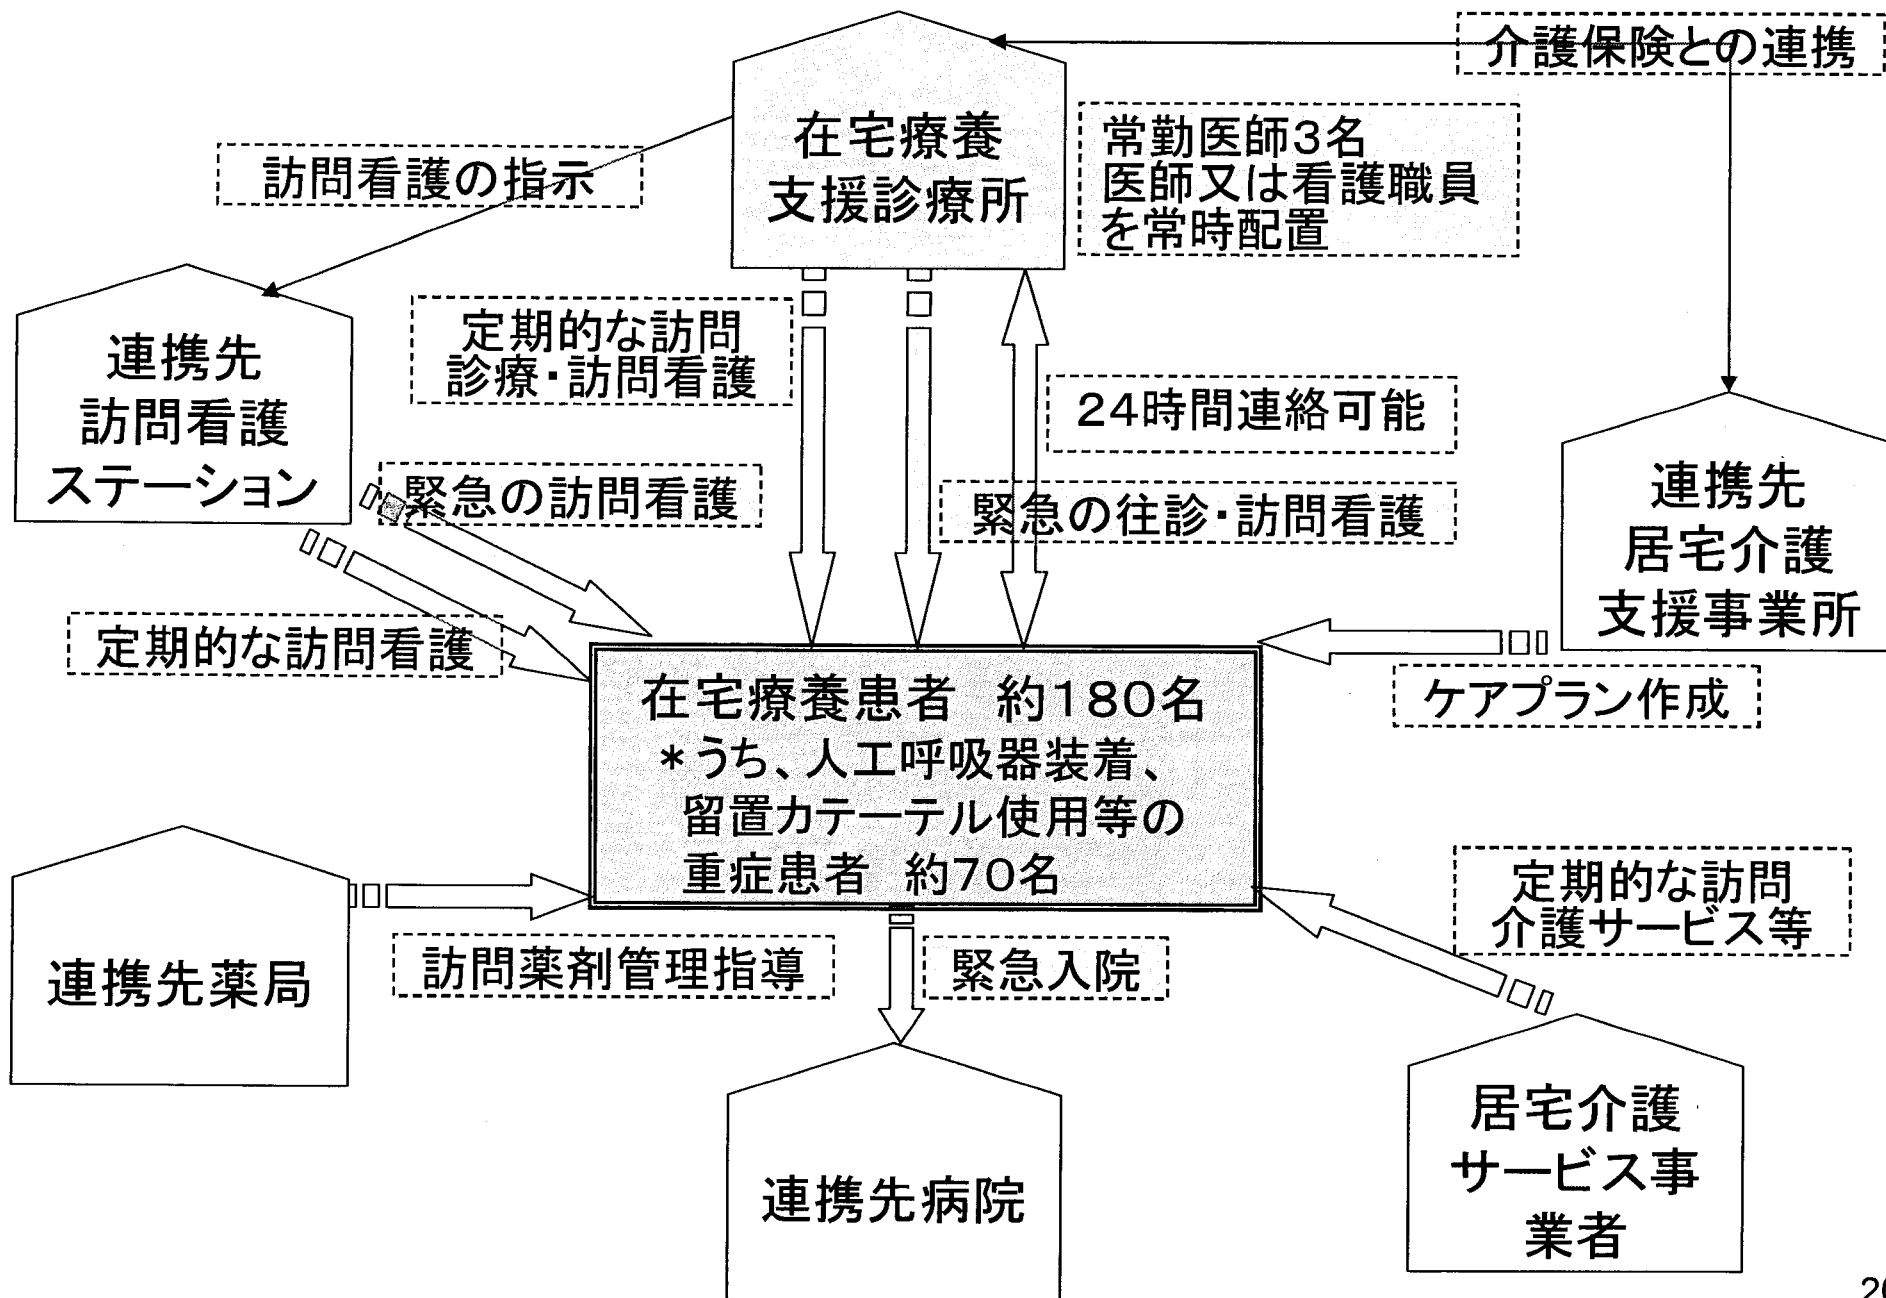 介護保険との連携
在宅療養
支援診療所
常勤医師3名
医師又は看護職員
を常時配置
訪問看護の指示
連携先
訪問看護
ステーション
定期的な訪問
診療・訪問看護
24時間連絡可能
緊急の訪問看護
緊急の往診・訪問看護
連携先
居宅介護
支援事業所
定期的な訪問看護
ケアプラン作成
在宅療養患者 約180名
*うち、人工呼吸器装着、
留置カテーテル使用等の
重症患者 約70名
連携先薬局
訪問薬剤管理指導
緊急入院
定期的な訪問
介護サービス等
連携先病院
居宅介護
サービス事
業者